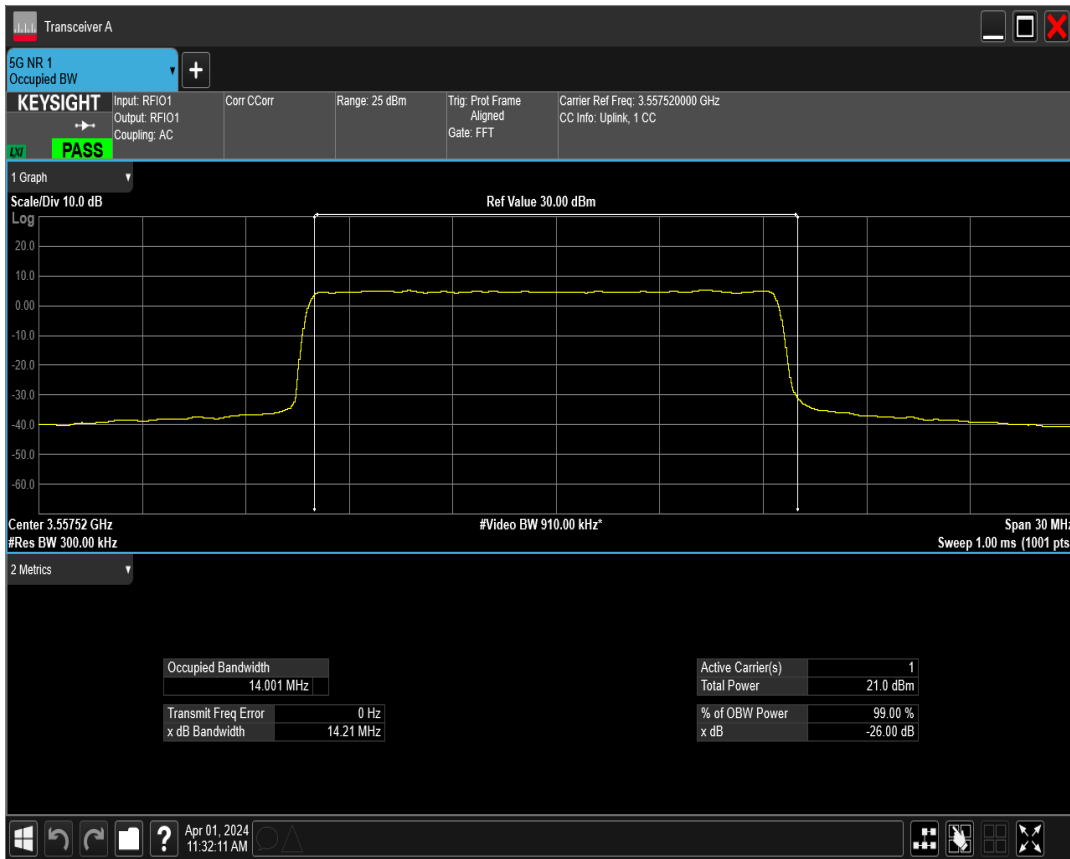 Transceiver A
5G NR 1
Occupied BW
KEYSIGHT
LXI
PASS
Input: RFIO1
Output: RFIO1
Coupling: AC
Corr CCorr
Range: 25 dBm
Trig: Prot Frame
Aligned
Gate: FFT
Carrier Ref Freq: 3.557520000 GHz
CC Info: Uplink, 1 CC
1 Graph
Scale/Div 10.0 dB
Ref Value 30.00 dBm
Log
20.0
10.0
0.00
-10.0
-20.0
-30.0
-40.0
-50.0
-60.0
Center 3.55752 GHz
#Video BW 910.00 kHz*
Span 30 MHz
#Res BW 300.00 kHz
Sweep 1.00 ms (1001 pts
2 Metrics
Occupied Bandwidth
14.001 MHz
Transmit Freq Error 0 Hz
x dB Bandwidth 14.21 MHz
Active Carrier(s) 1
Total Power 21.0 dBm
% of OBW Power 99.00 %
x dB -26.00 dB
?
Apr 01, 2024
11:32:11 AM